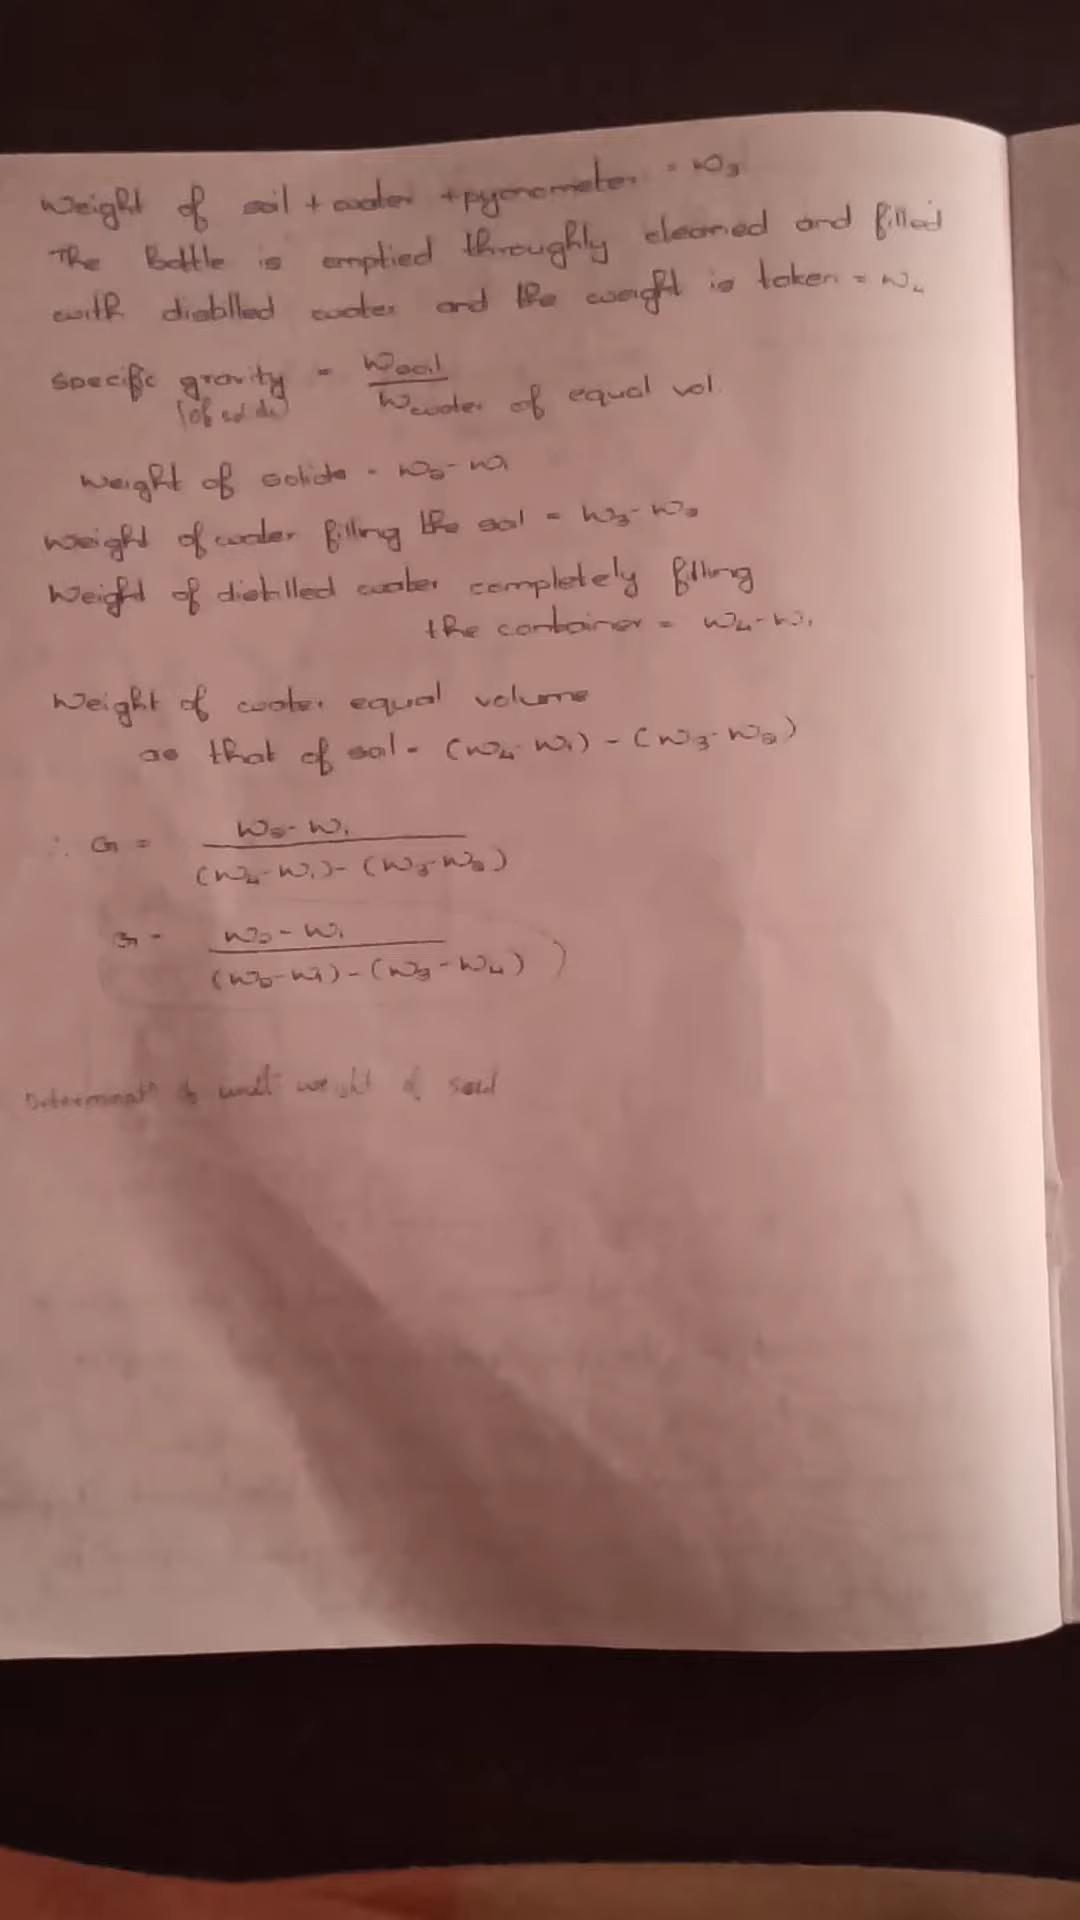 Weight of soil + water + pycnometer = W3
The Bottle is emptied throughly cleaned and filled
with distilled water and the weight is taken = W4
Specific gravity = Wsoil / Wwater of equal vol.
(of solids)
Weight of solids = W2 - W1
Weight of water filling the soil = W3 - W2
Weight of distilled water completely filling
the container = W4 - W1
Weight of water equal volume
as that of soil = (W4 - W1) - (W3 - W2)
∴ G = W2 - W1 / (W4 - W1) - (W3 - W2)
G = W2 - W1 / (W2 - W1) - (W3 - W4)
Determinatn of unit weight of soil